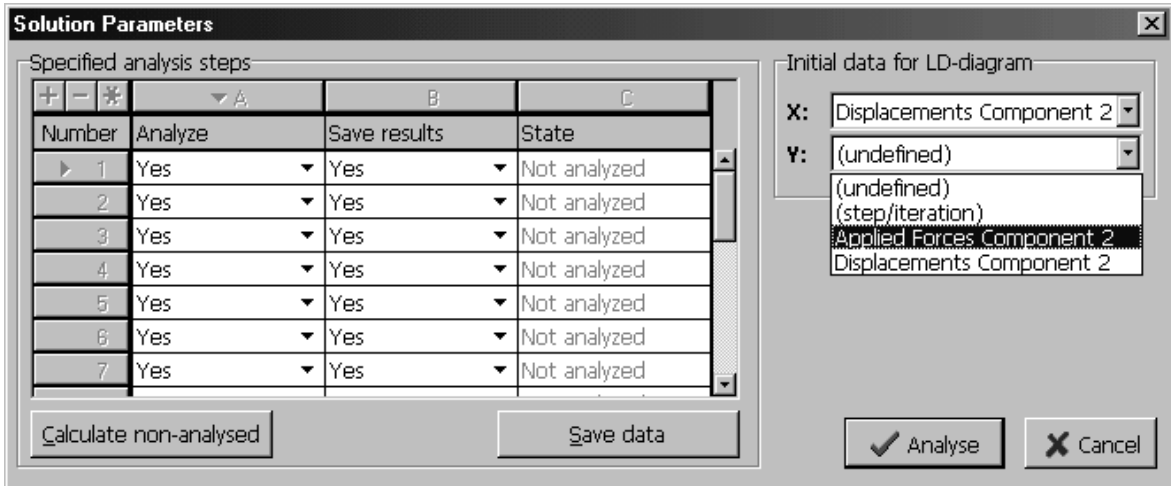 Solution Parameters
Specified analysis steps
Initial data for LD-diagram
+ - * A B C
Number Analyze Save results State
1 Yes Yes Not analyzed
2 Yes Yes Not analyzed
3 Yes Yes Not analyzed
4 Yes Yes Not analyzed
5 Yes Yes Not analyzed
6 Yes Yes Not analyzed
7 Yes Yes Not analyzed
X: Displacements Component 2
Y: (undefined)
(undefined)
(step/iteration)
Applied Forces Component 2
Displacements Component 2
Calculate non-analysed
Save data
Analyse
Cancel